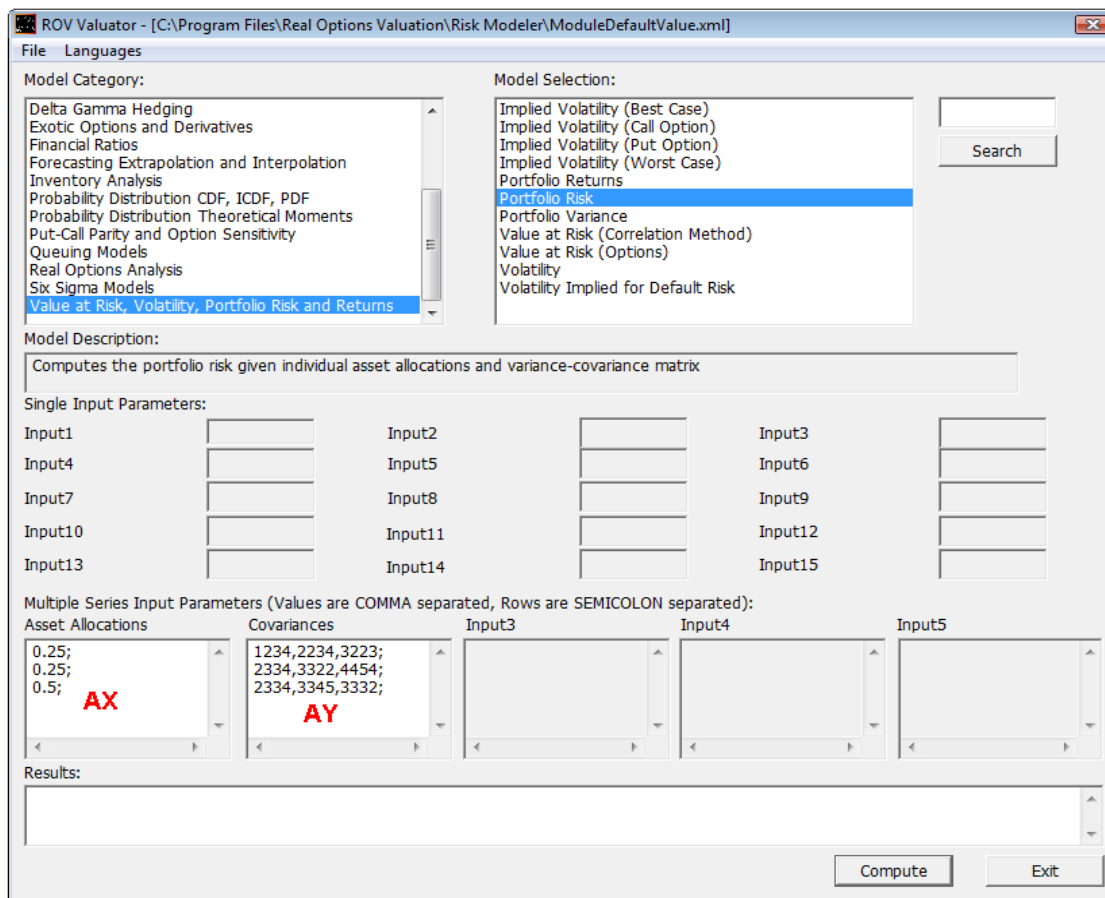 ROV Valuator - [C:\Program Files\Real Options Valuation\Risk Modeler\ModuleDefaultValue.xml]
File Languages
Model Category:
Delta Gamma Hedging
Exotic Options and Derivatives
Financial Ratios
Forecasting Extrapolation and Interpolation
Inventory Analysis
Probability Distribution CDF, ICDF, PDF
Probability Distribution Theoretical Moments
Put-Call Parity and Option Sensitivity
Queuing Models
Real Options Analysis
Six Sigma Models
Value at Risk, Volatility, Portfolio Risk and Returns
Model Selection:
Implied Volatility (Best Case)
Implied Volatility (Call Option)
Implied Volatility (Put Option)
Implied Volatility (Worst Case)
Portfolio Returns
Portfolio Risk
Portfolio Variance
Value at Risk (Correlation Method)
Value at Risk (Options)
Volatility
Volatility Implied for Default Risk
Search
Model Description:
Computes the portfolio risk given individual asset allocations and variance-covariance matrix
Single Input Parameters:
Input1 Input2 Input3
Input4 Input5 Input6
Input7 Input8 Input9
Input10 Input11 Input12
Input13 Input14 Input15
Multiple Series Input Parameters (Values are COMMA separated, Rows are SEMICOLON separated):
Asset Allocations Covariances Input3 Input4 Input5
0.25;
0.25;
0.5;
AX
1234,2234,3223;
2334,3322,4454;
2334,3345,3332;
AY
Results:
Compute Exit